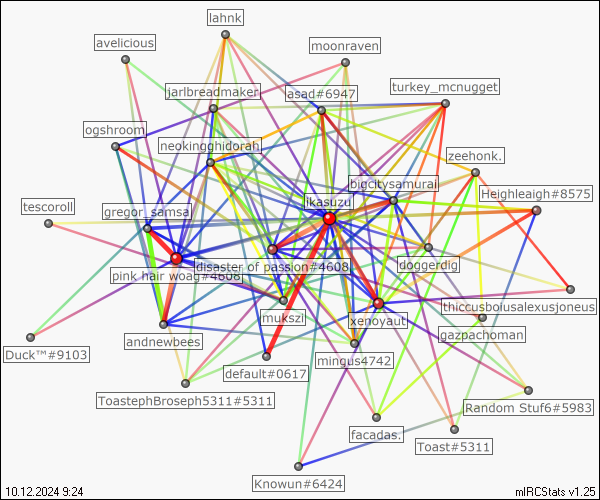 lahnk
avelicious
moonraven
turkey_mcnugget
jarlbreadmaker
asad#6947
ogshroom
neokingghidorah
zeehonk.
bigcitysamurai
Heighleaigh#8575
ikasuzu
tescoroll
gregor_samsa
pink hair woag#4608
disaster of passion#4608
doggerdig
thiccusbolusalexusjoneus
mukszi
xenoyaut
gazpachoman
andnewbees
Duck™#9103
mingus4742
default#0617
ToastephBroseph5311#5311
Random Stuf6#5983
facadas.
Toast#5311
Knowun#6424
10.12.2024 9:24
mIRCStats v1.25